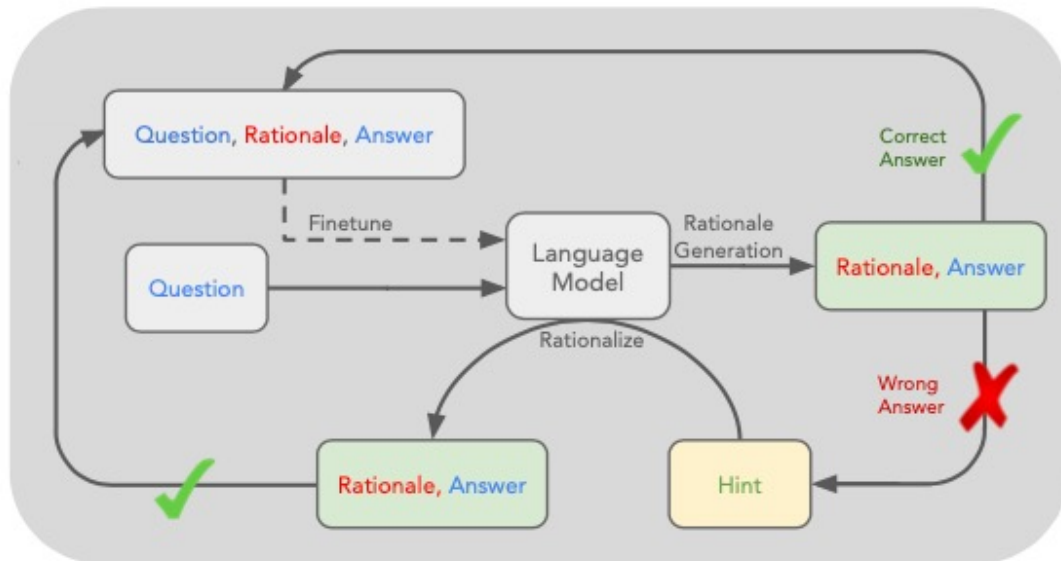 Question, Rationale, Answer
Correct
Answer
Finetune
Rationale
Generation
Language
Model
Question
Rationale, Answer
Rationalize
Wrong
Answer
Rationale, Answer
Hint